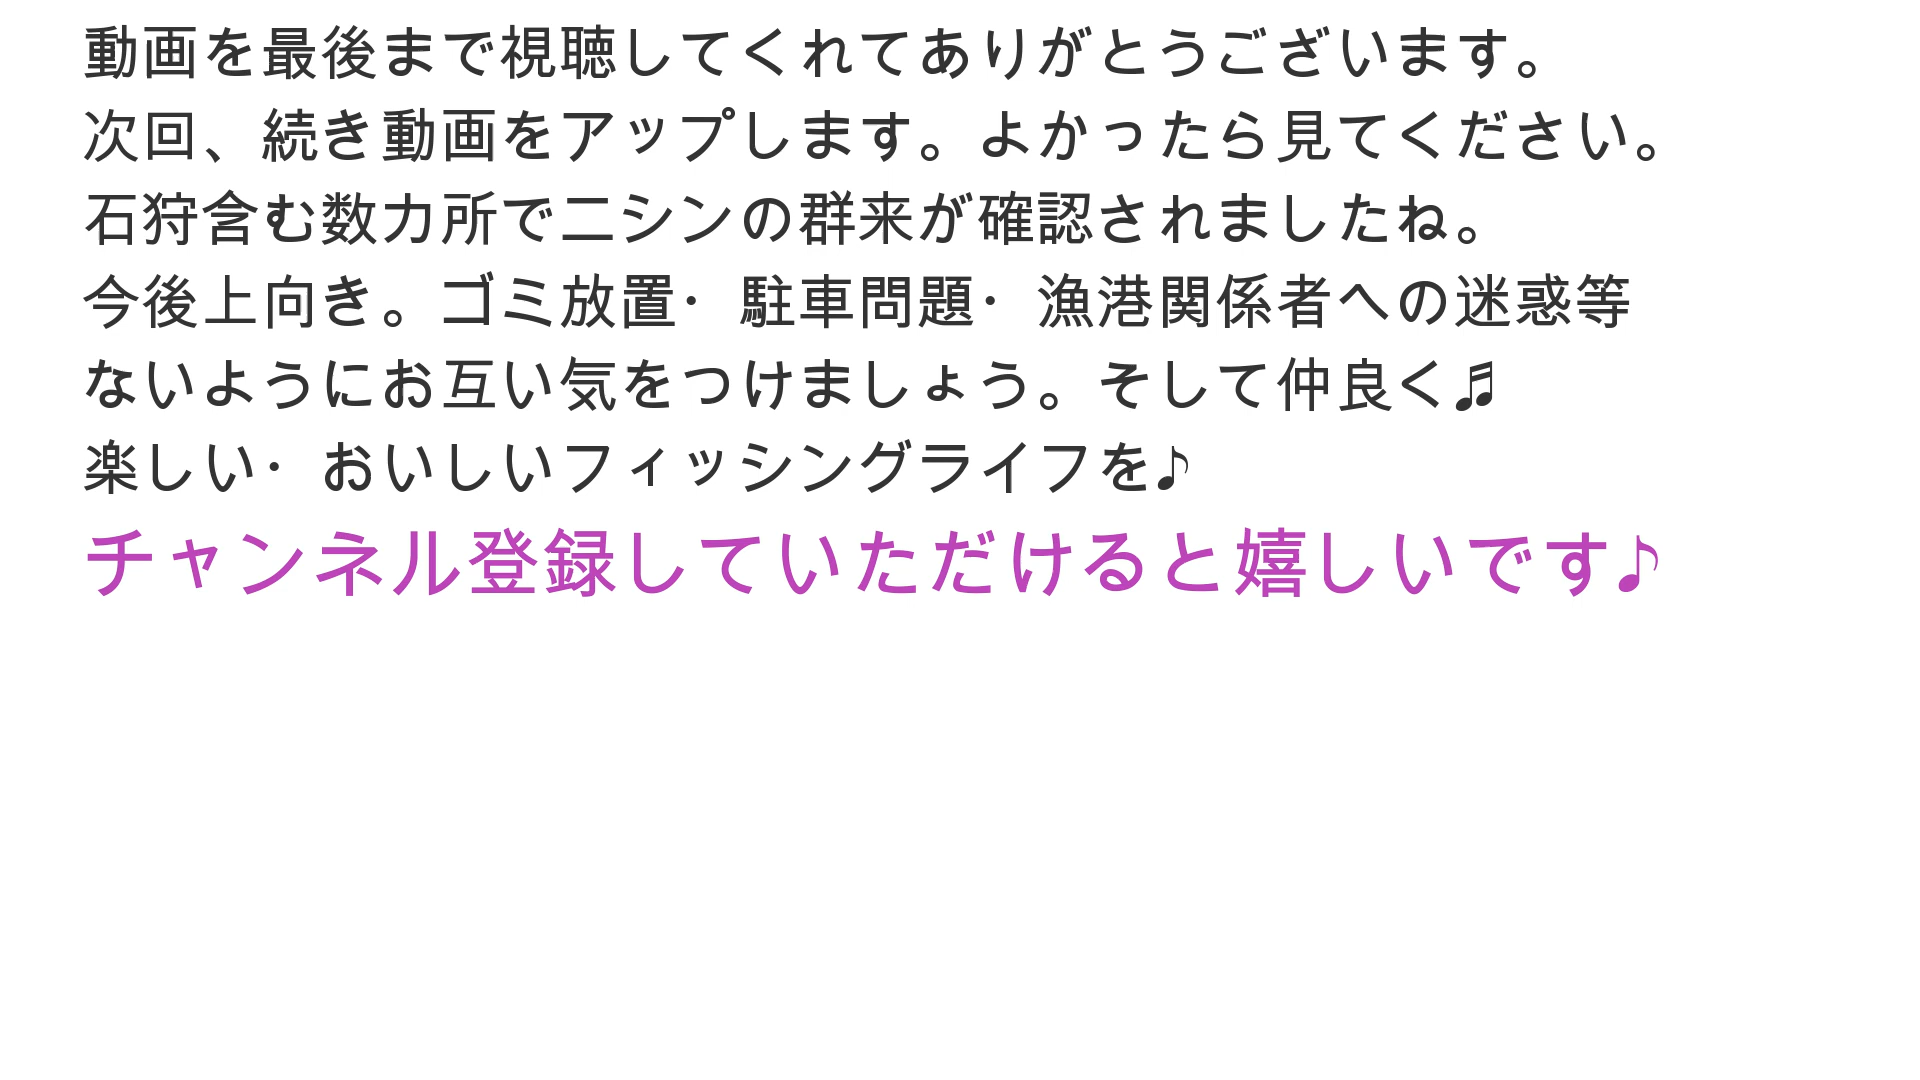 動画を最後まで視聴してくれてありがとうございます。
次回、続き動画をアップします。よかったら見てください。
石狩含む数カ所でニシンの群来が確認されましたね。
今後上向き。ゴミ放置・駐車問題・漁港関係者への迷惑等
ないようにお互い気をつけましょう。そして仲良く♬
楽しい・おいしいフィッシングライフを♪
チャンネル登録していただけると嬉しいです♪